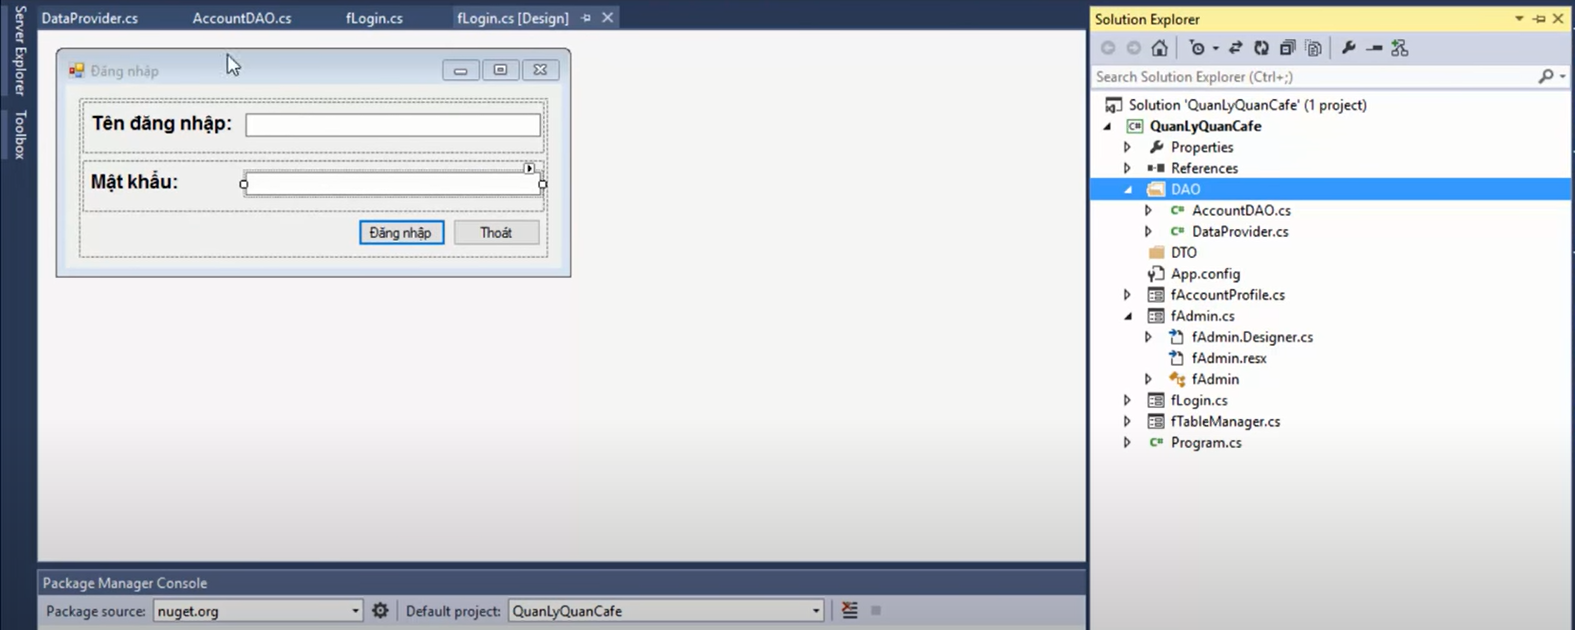 DataProvider.cs
AccountDAO.cs
fLogin.cs
fLogin.cs [Design]
Server Explorer
Toolbox
Đăng nhập
Tên đăng nhập:
Mật khẩu:
Đăng nhập
Thoát
Package Manager Console
Package source:
nuget.org
Default project:
QuanLyQuanCafe
Solution Explorer
Search Solution Explorer (Ctrl+;)
Solution 'QuanLyQuanCafe' (1 project)
C# QuanLyQuanCafe
Properties
References
DAO
C# AccountDAO.cs
C# DataProvider.cs
DTO
App.config
fAccountProfile.cs
fAdmin.cs
fAdmin.Designer.cs
fAdmin.resx
fAdmin
fLogin.cs
fTableManager.cs
C# Program.cs